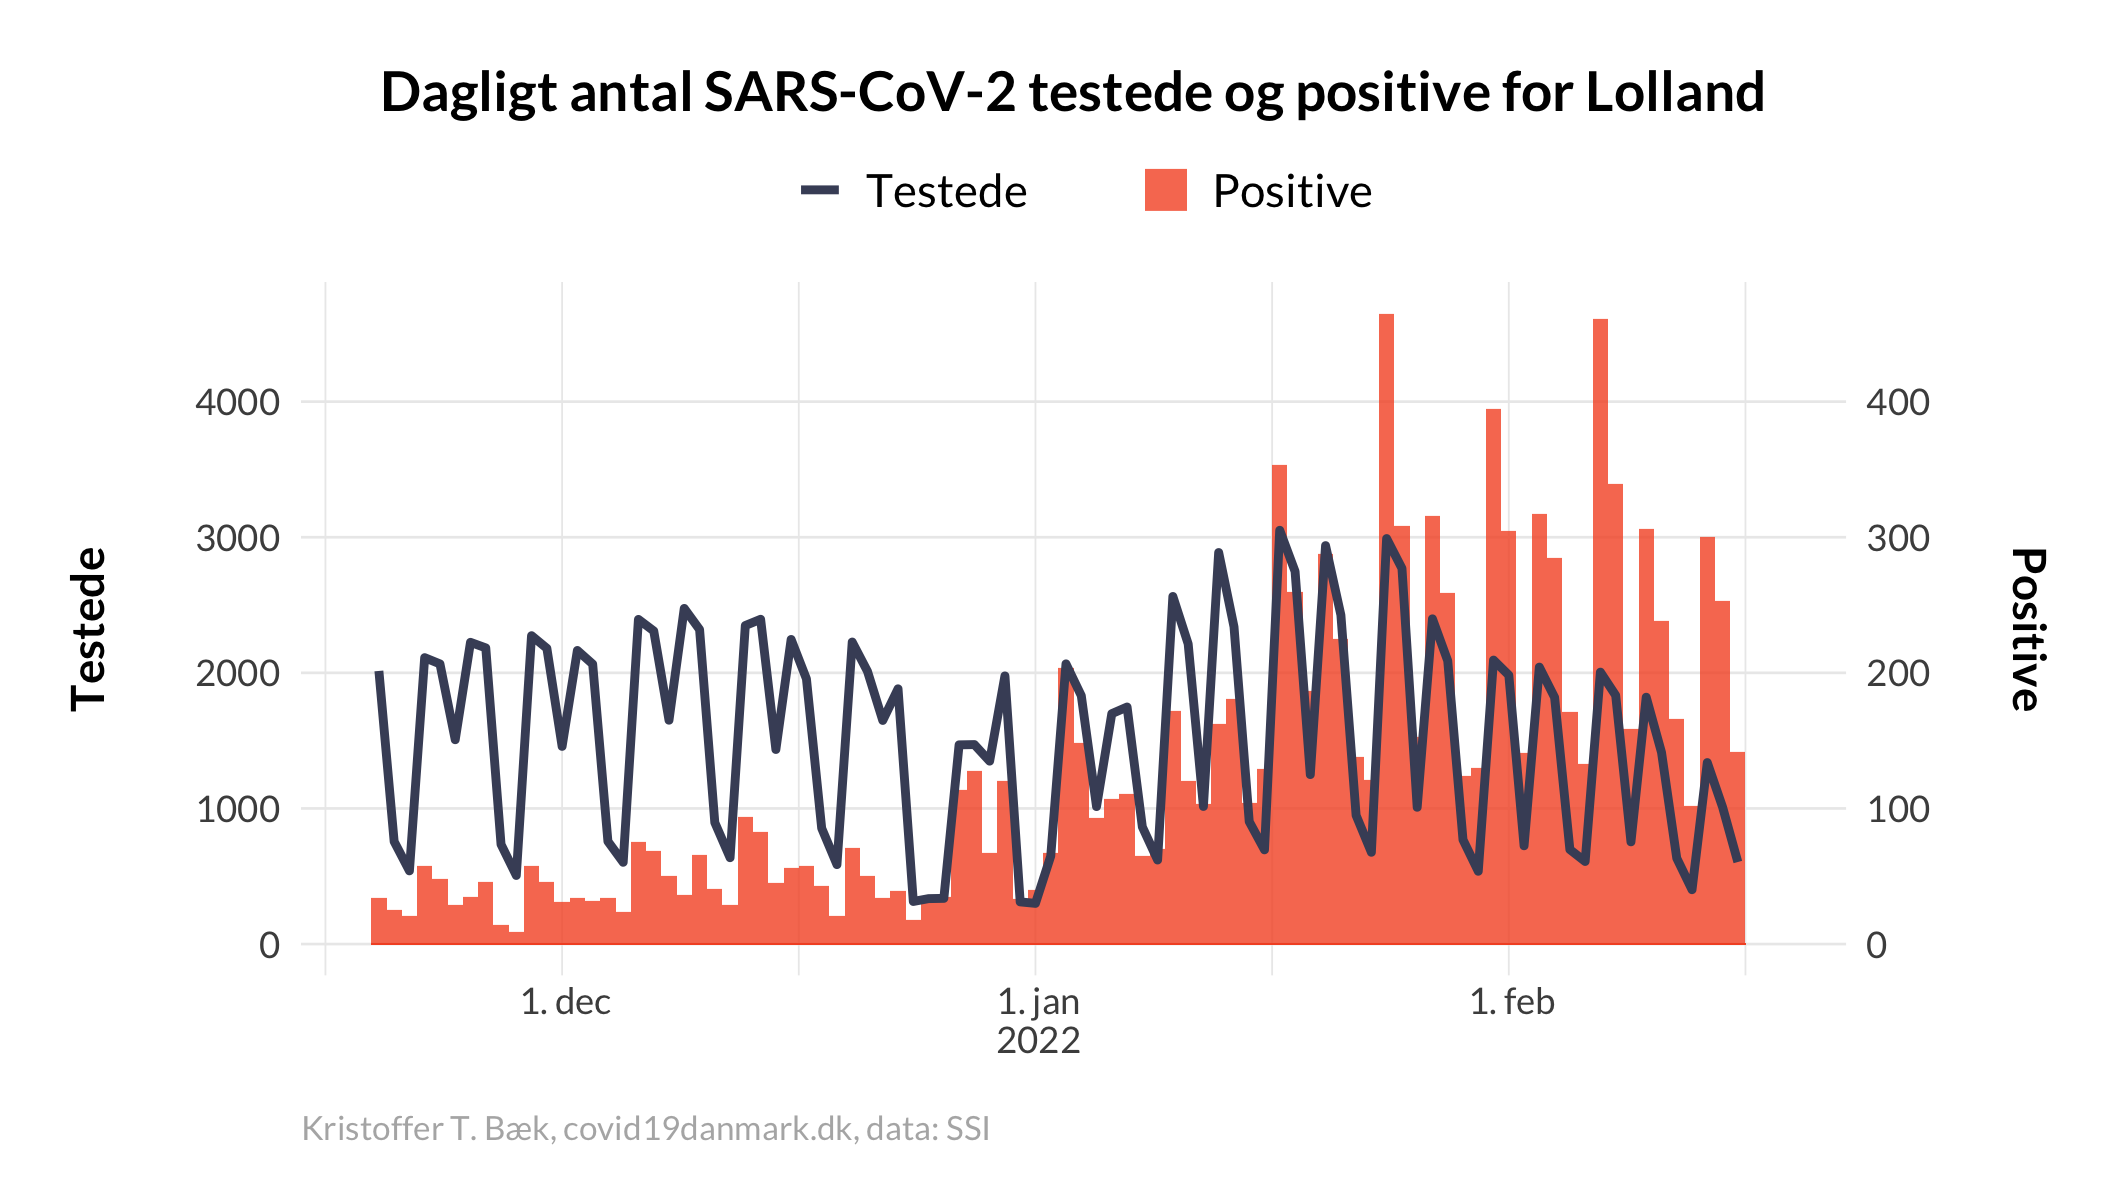 Dagligt antal SARS-CoV-2 testede og positive for Lolland
Testede Positive
4000 400
3000 300
2000 200
1000 100
0 0
Testede
Positive
1. dec 1. jan 1. feb
2022
Kristoffer T. Bæk, covid19danmark.dk, data: SSI